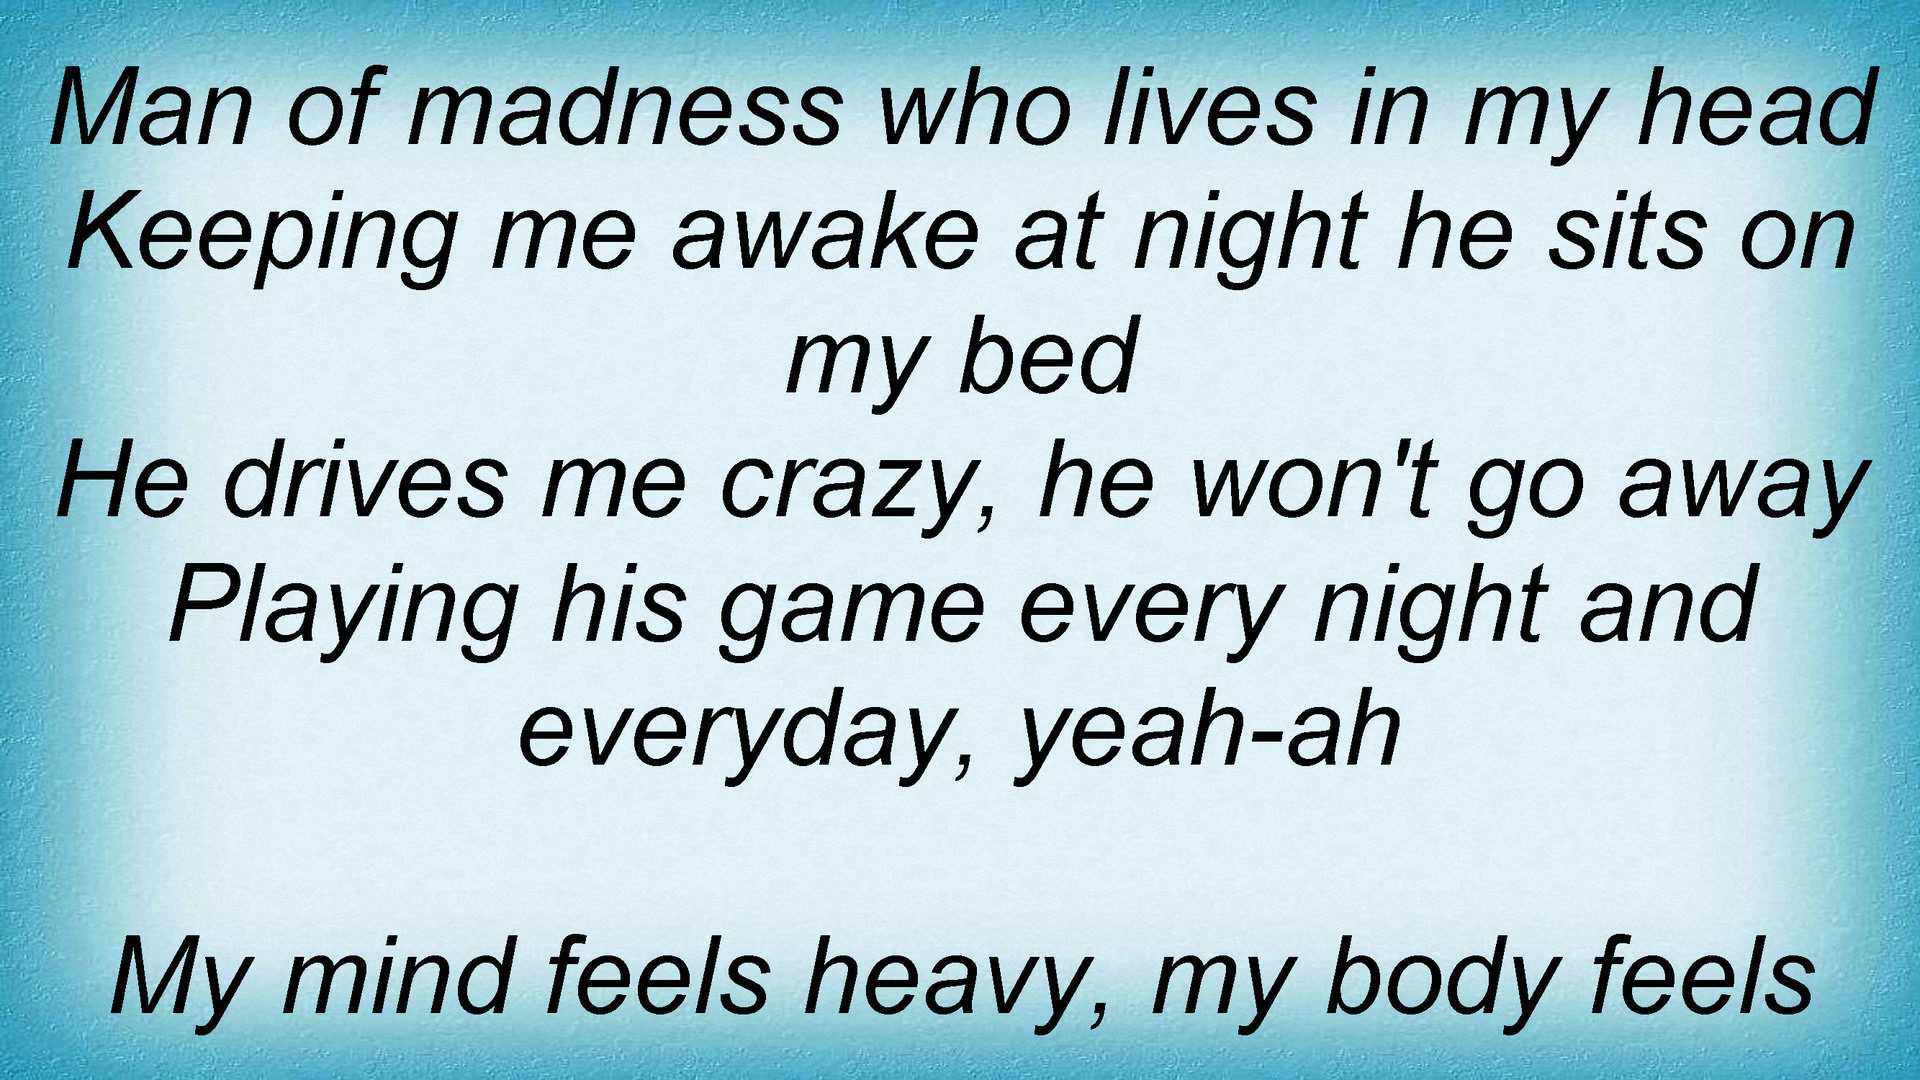 Man of madness who lives in my head
Keeping me awake at night he sits on
my bed
He drives me crazy, he won't go away
Playing his game every night and
everyday, yeah-ah
My mind feels heavy, my body feels